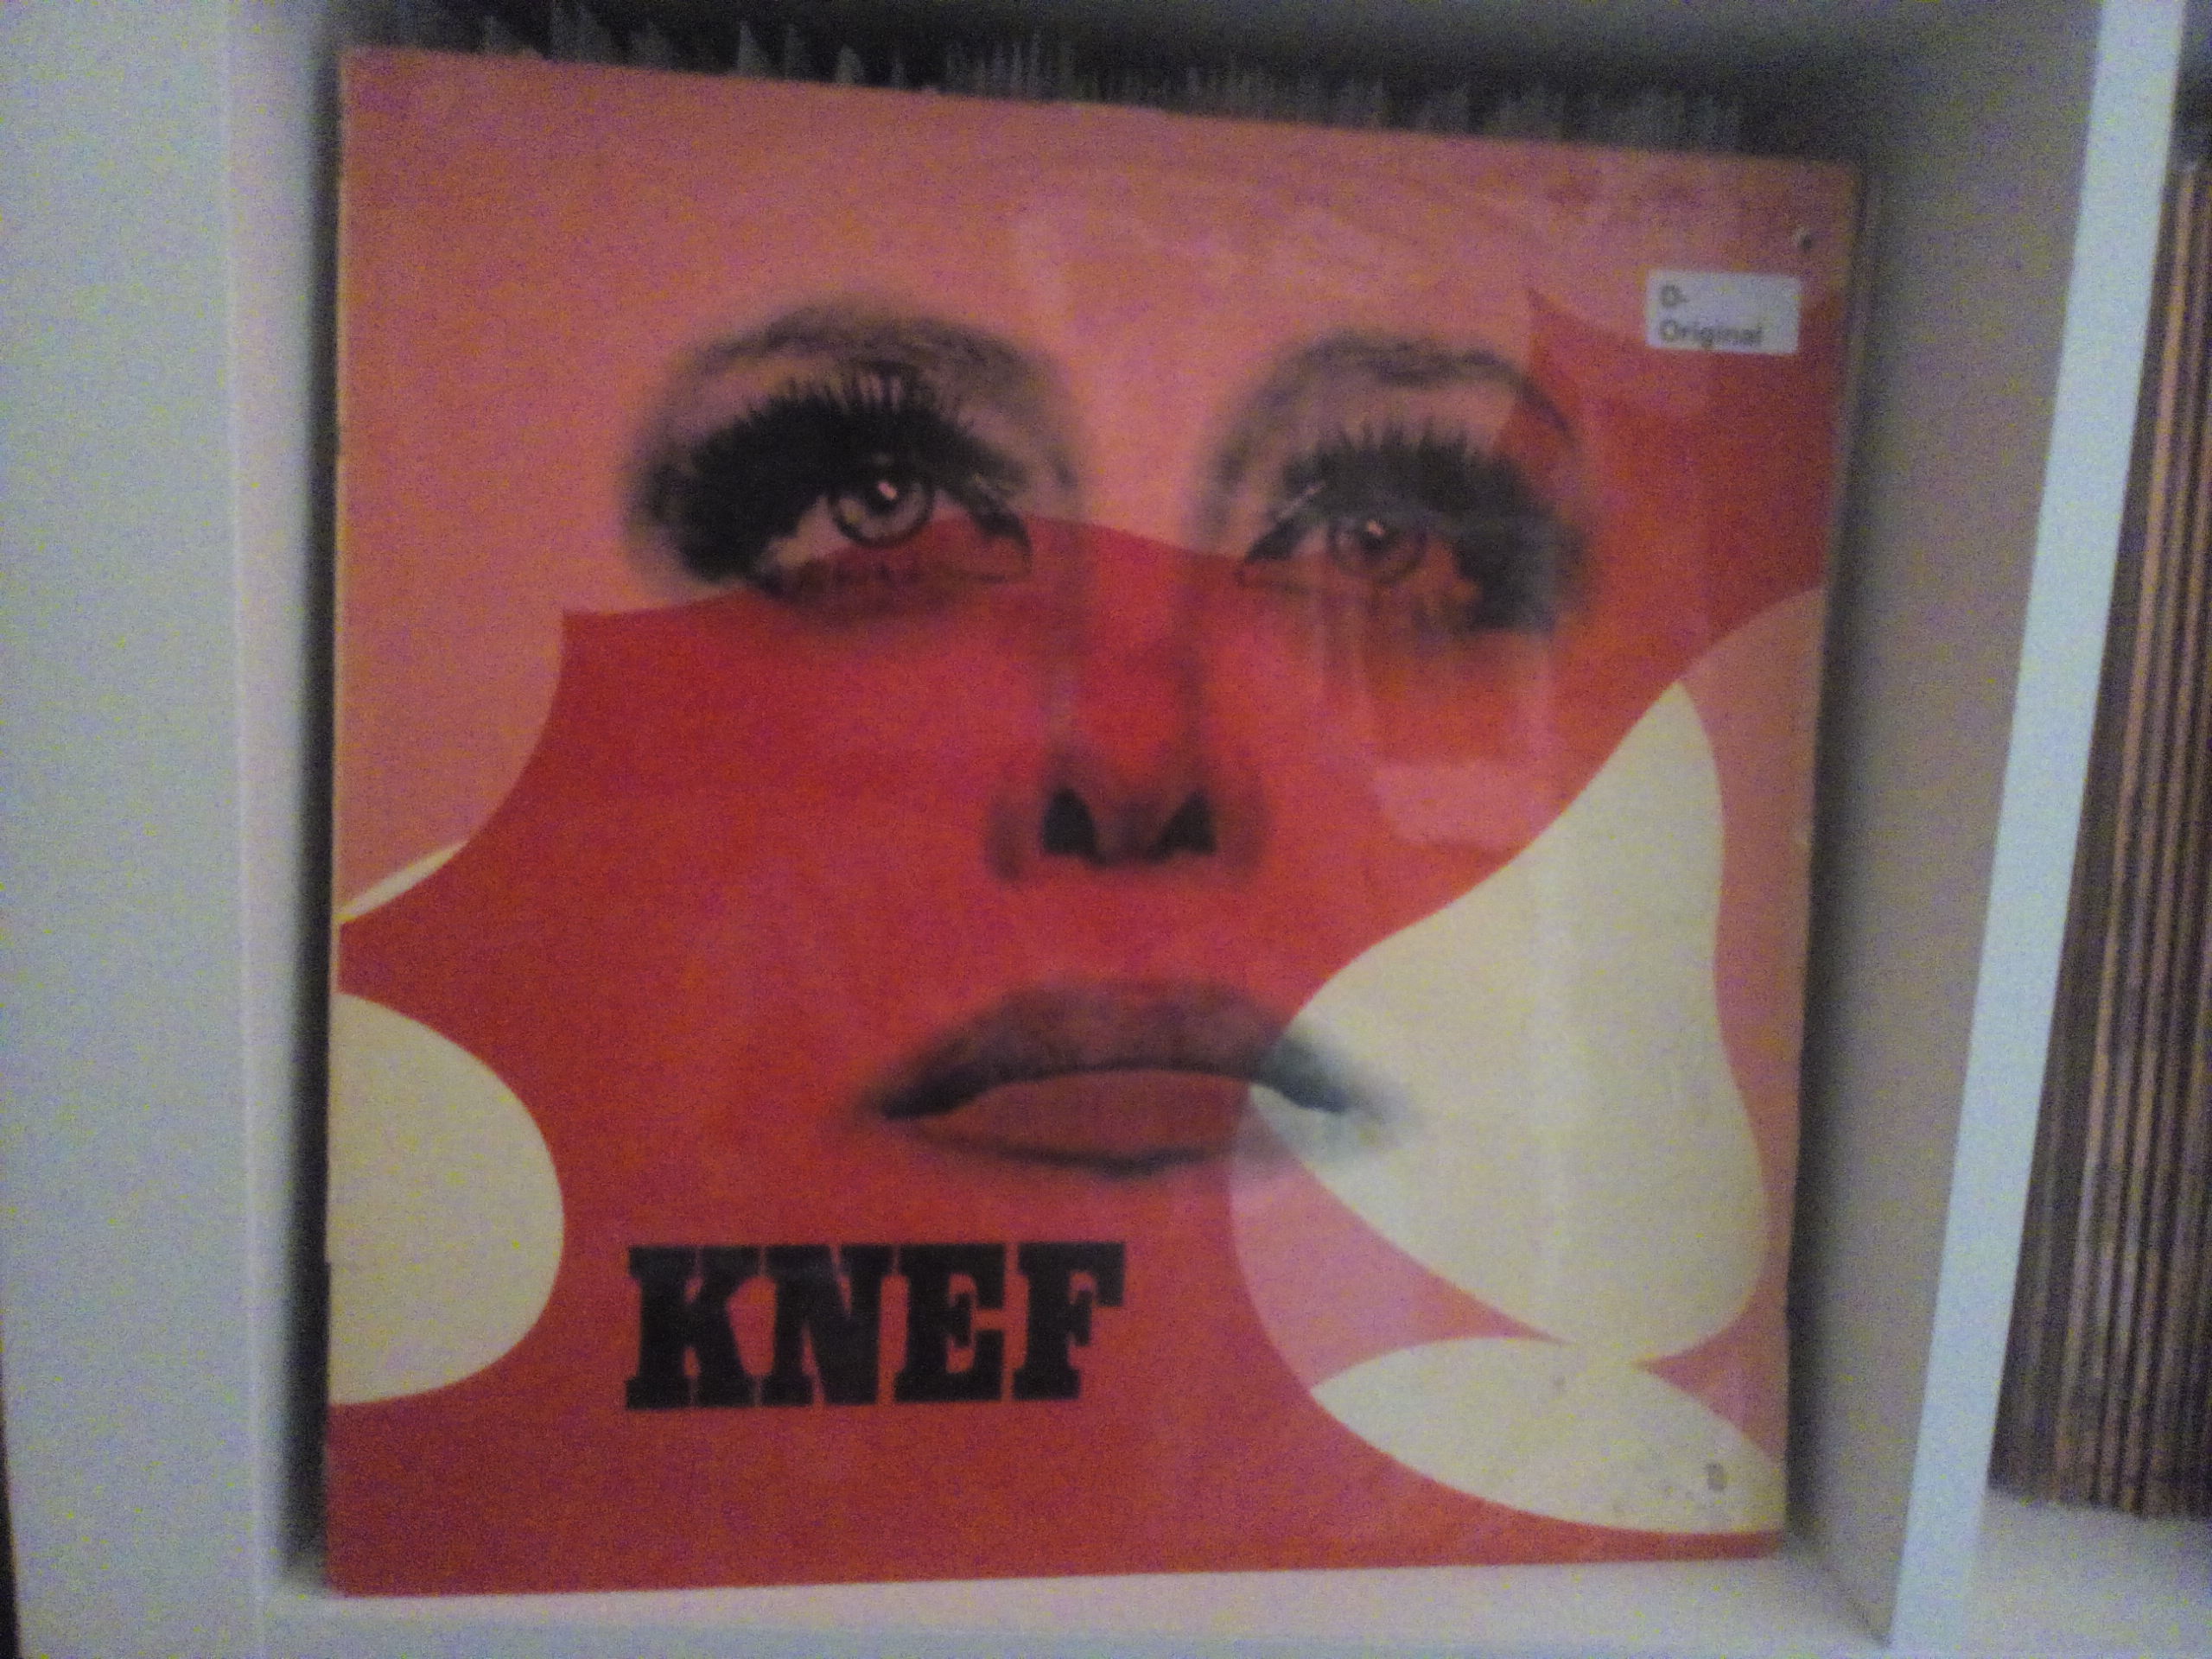 D-
Original
KNEF